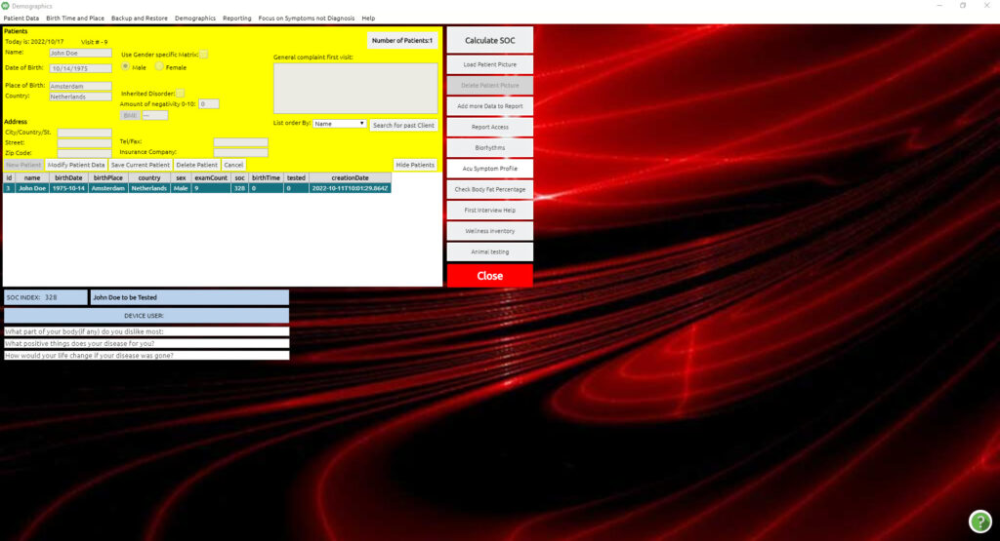 Demographics
Patient Data Birth Time and Place Backup and Restore Demographics Reporting Focus on Symptoms not Diagnosis Help
Patients
Today is: 2022/10/17 Visit # - 9
Number of Patients:1
Name: John Doe
Use Gender specific Matrix:
General complaint first visit:
Date of Birth: 10/14/1975
Male Female
Place of Birth: Amsterdam
Inherited Disorder:
Country: Netherlands
Amount of negativity 0-10: 0
BMI: ---
List order By: Name Search for past Client
Address
City/Country/St.
Street:
Tel/Fax:
Zip Code:
Insurance Company:
New Patient Modify Patient Data Save Current Patient Delete Patient Cancel Hide Patients
id name birthDate birthPlace country sex examCount soc birthTime tested creationDate
3 John Doe 1975-10-14 Amsterdam Netherlands Male 9 328 0 0 2022-10-11T10:01:29.864Z
Calculate SOC
Load Patient Picture
Delete Patient Picture
Add more Data to Report
Report Access
Biorhythms
Acu Symptom Profile
Check Body Fat Percentage
First Interview Help
Wellness inventory
Animal testing
Close
SOC INDEX: 328 John Doe to be Tested
DEVICE USER:
What part of your body(if any) do you dislike most:
What positive things does your disease for you?
How would your life change if your disease was gone?
?